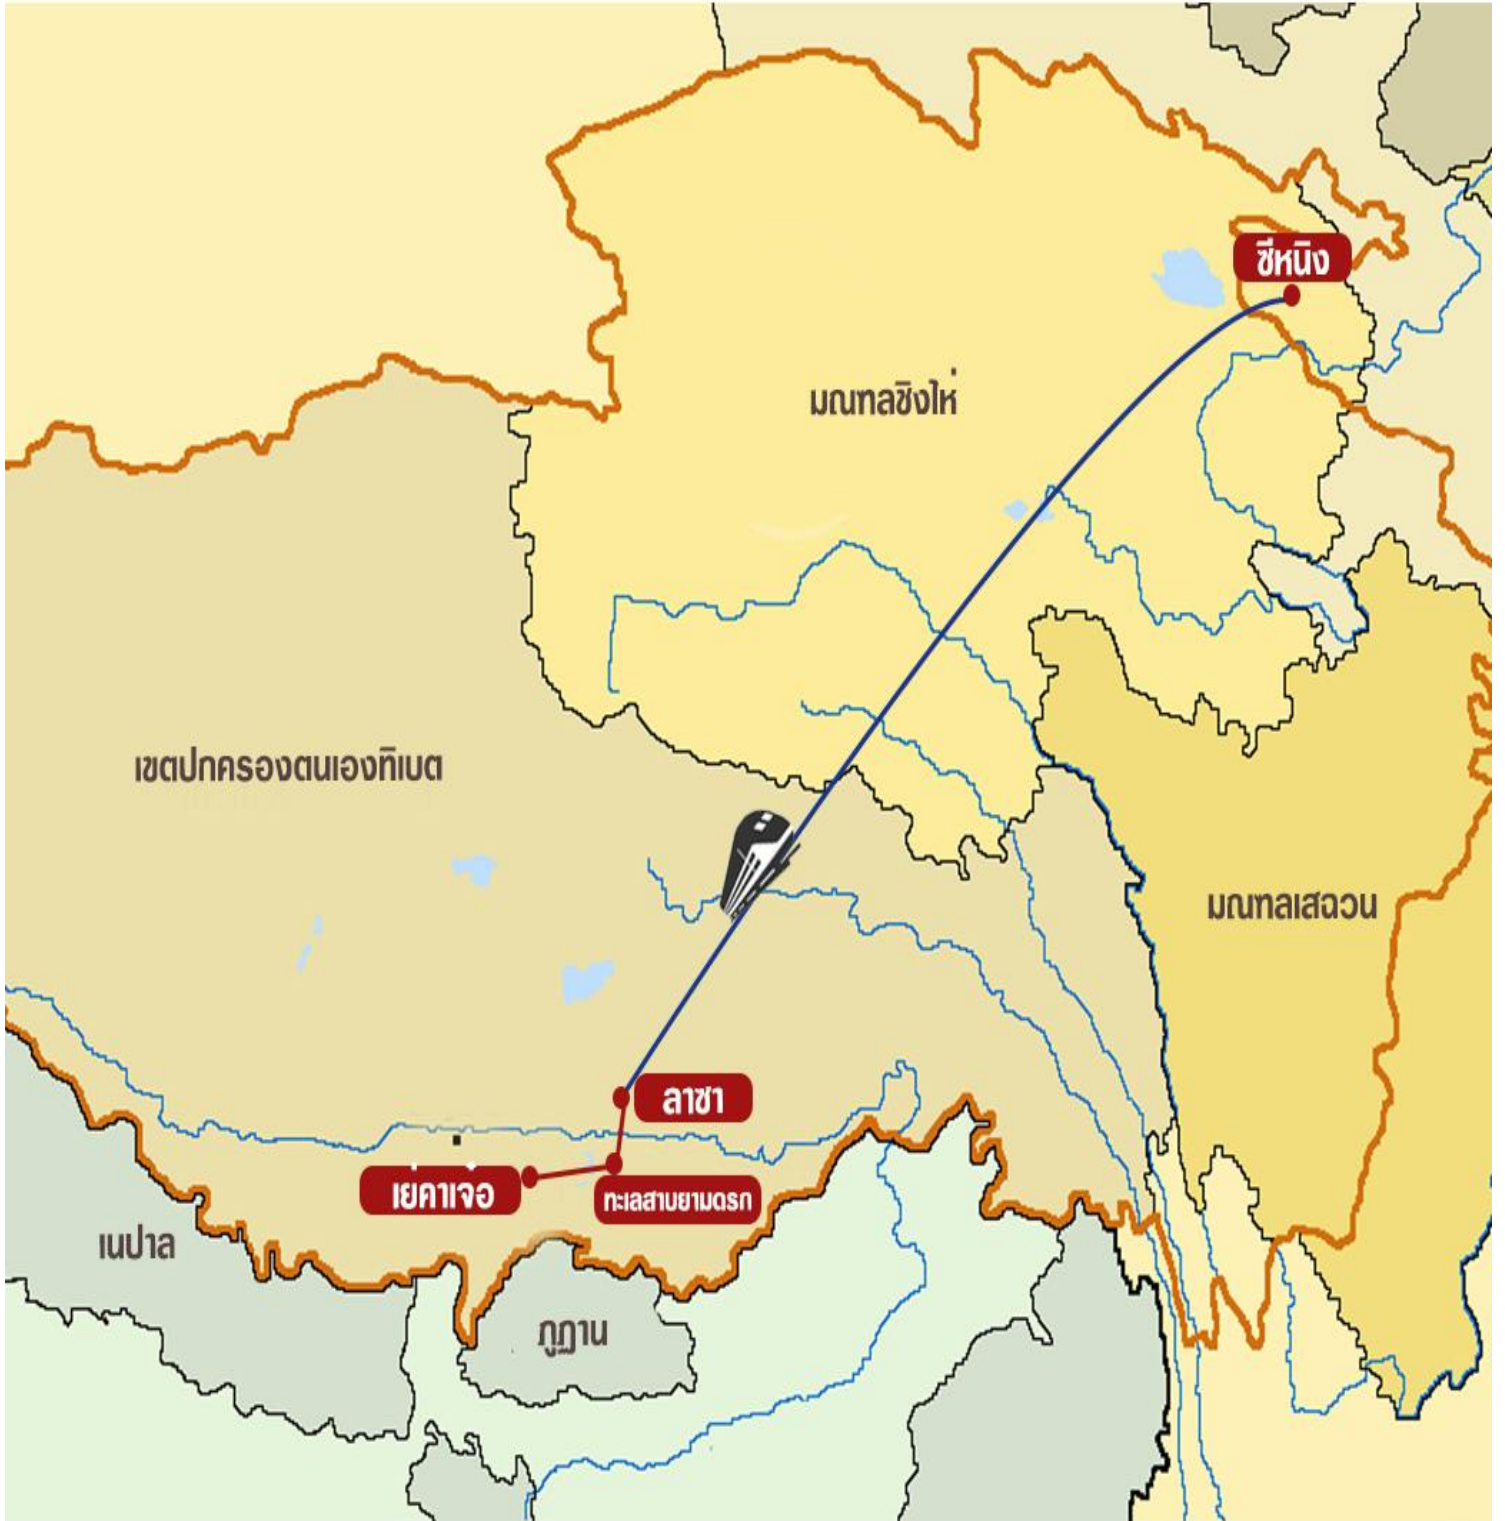 ซีหนิง
มณฑลชิงไห่
เขตปกครองตนเองทิเบต
มณฑลเสฉวน
ลาซา
เย่คาเจ๋อ
ทะเลสาบยามดรก
เนปาล
ภูฏาน